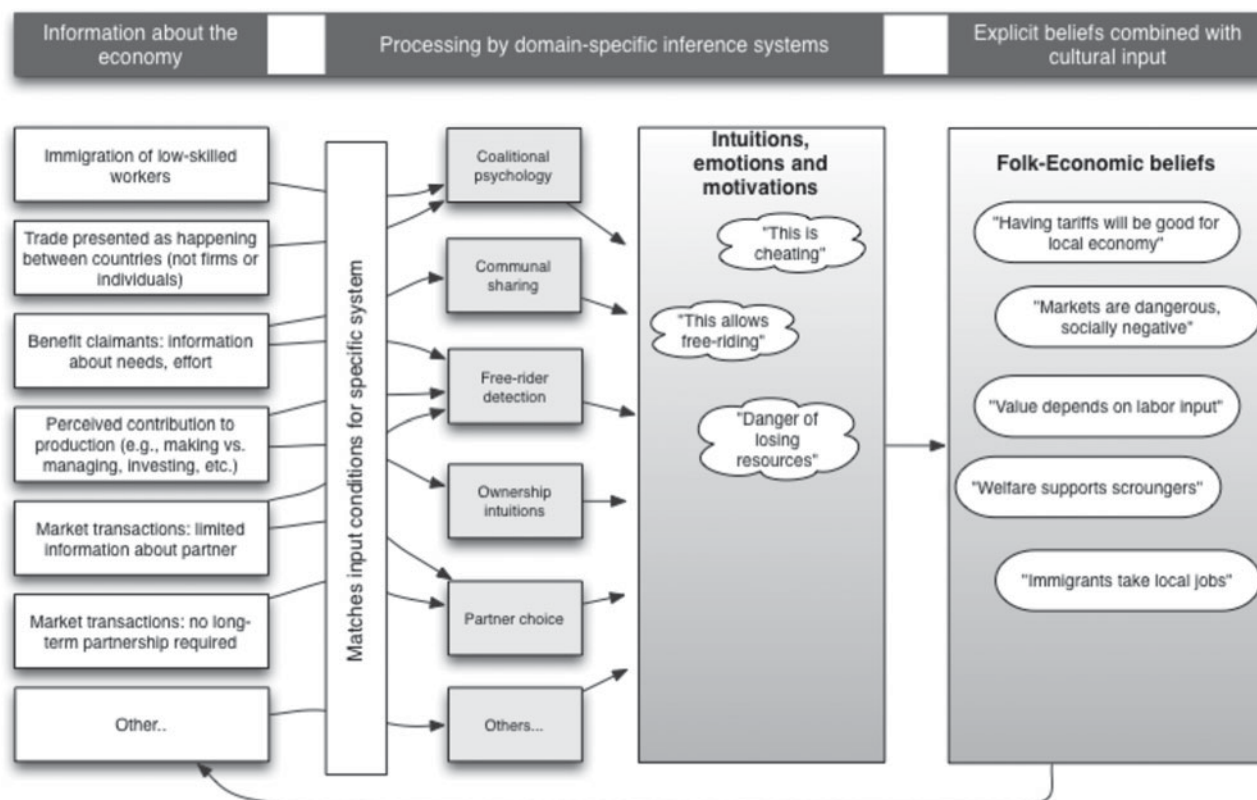 Information about the
economy
Processing by domain-specific inference systems
Explicit beliefs combined with
cultural input
Immigration of low-skilled
workers
Trade presented as happening
between countries (not firms or
individuals)
Benefit claimants: information
about needs, effort
Perceived contribution to
production (e.g., making vs.
managing, investing, etc.)
Market transactions: limited
information about partner
Market transactions: no long-
term partnership required
Other..
Matches input conditions for specific system
Coalitional
psychology
Communal
sharing
Free-rider
detection
Ownership
intuitions
Partner choice
Others...
Intuitions,
emotions and
motivations
"This is
cheating"
"This allows
free-riding"
"Danger of
losing
resources"
Folk-Economic beliefs
"Having tariffs will be good for
local economy"
"Markets are dangerous,
socially negative"
"Value depends on labor input"
"Welfare supports scroungers"
"Immigrants take local jobs"